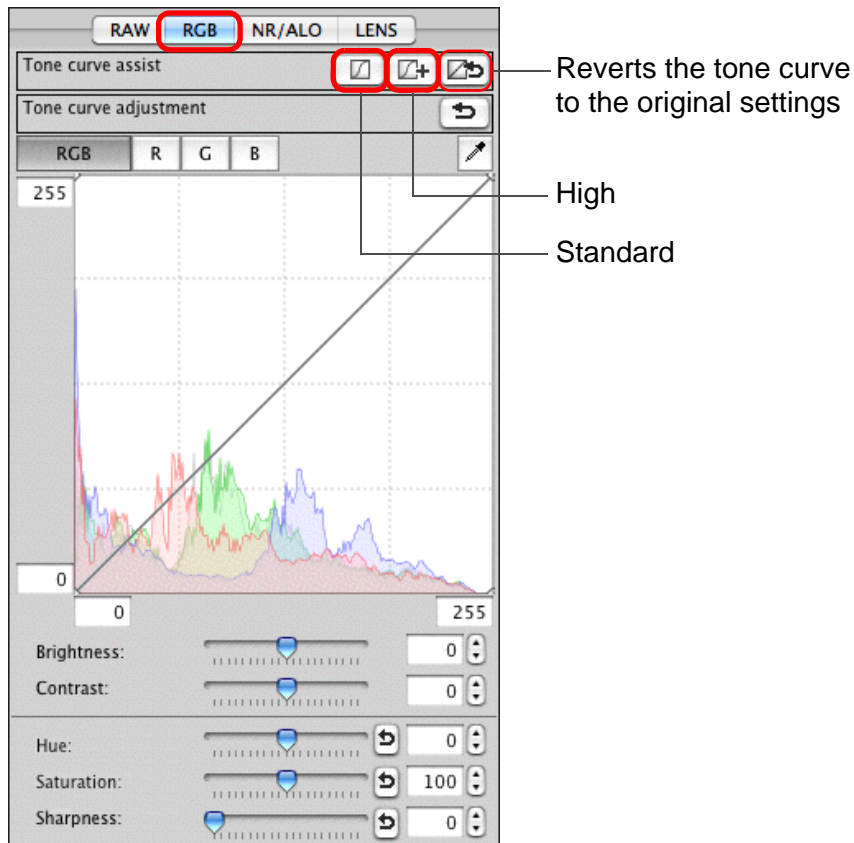 RAW RGB NR/ALO LENS
Tone curve assist
Reverts the tone curve
to the original settings
Tone curve adjustment
RGB R G B
255
High
Standard
0
0 255
Brightness: 0
Contrast: 0
Hue: 0
Saturation: 100
Sharpness: 0